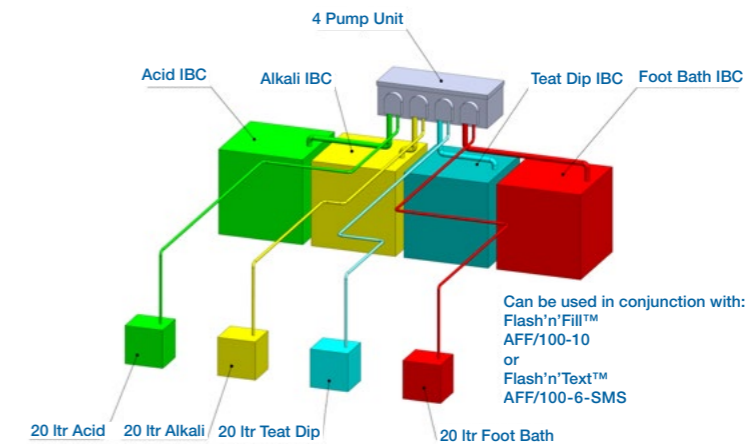 4 Pump Unit
Acid IBC
Alkali IBC
Teat Dip IBC
Foot Bath IBC
Can be used in conjunction with:
Flash'n'Fill™
AFF/100-10
or
Flash'n'Text™
AFF/100-6-SMS
20 ltr Acid
20 ltr Alkali
20 ltr Teat Dip
20 ltr Foot Bath